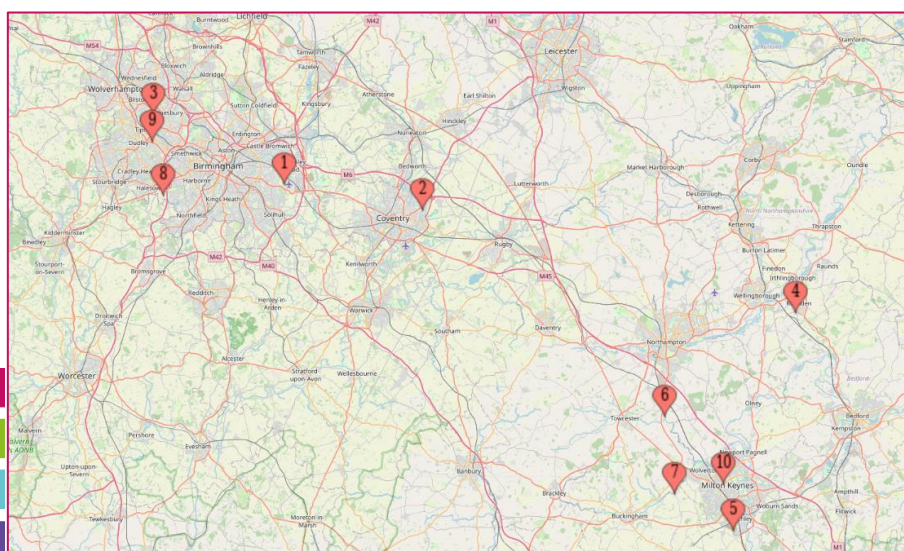 Burntwood
Lichfield
M42
M1
Leicester
Oakham
Stamford
M54
Brownhills
Tamworth
Bloxwich
Fazeley
Wigston
Wednesfield
Walsall
Aldridge
Atherstone
Earl Shilton
Uppingham
Wolverhampton
3
Sutton Coldfield
Kingsbury
Hinckley
9
Erdington
Nuneaton
Corby
Dudley
Smethwick
Aston
Castle Bromwich
Market Harborough
Oundle
Cradley Heath
Birmingham
1
Bedworth
Desborough
Stourbridge
8
Harborne
M6
2
Lutterworth
Rothwell
Halesowen
Kings Heath
Coventry
Kettering
Thrapston
Hagley
Northfield
Solihull
Rugby
Burton Latimer
Kidderminster
M42
Kenilworth
Finedon
Raunds
Bewdley
M40
M45
Irthlingborough
Stourport-
on-Severn
Bromsgrove
Wellingborough
4
Redditch
Henley-in-
Arden
Warwick
Daventry
Droitwich
Spa
Southam
Northampton
Alcester
Stratford
upon-Avon
Wellesbourne
Worcester
Bedford
6
Olney
Towcester
Kempston
Malvern
Pershore
Evesham
Newport Pagnell
Banbury
7
10
Upton-upon-
Severn
Milton Keynes
Brackley
Ampthill
5
Woburn Sands
Flitwick
Buckingham
Tewkesbury
Moreton-in
Marsh
M1